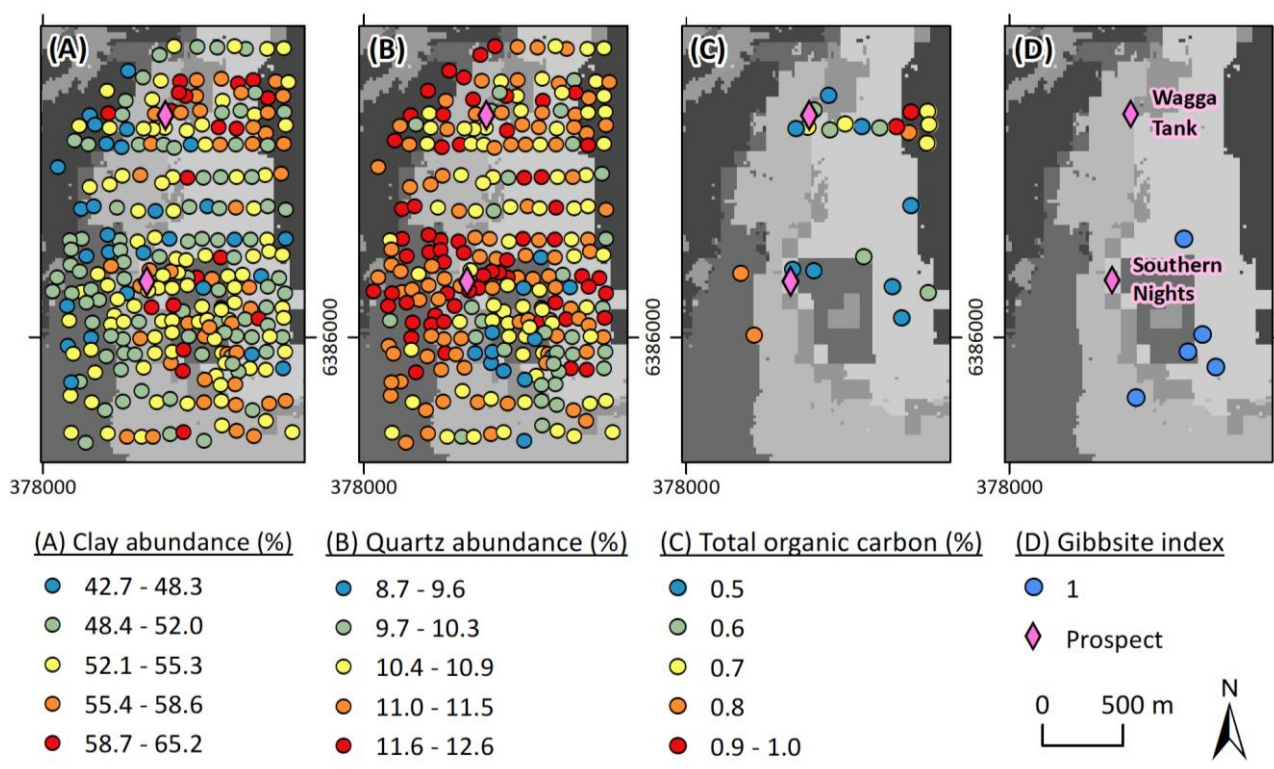 (A)
(B)
(C)
(D)
Wagga
Tank
Southern
Nights
6386000
6386000
6386000
378000
378000
378000
378000
(A) Clay abundance (%)
42.7 - 48.3
48.4 - 52.0
52.1 - 55.3
55.4 - 58.6
58.7 - 65.2
(B) Quartz abundance (%)
8.7 - 9.6
9.7 - 10.3
10.4 - 10.9
11.0 - 11.5
11.6 - 12.6
(C) Total organic carbon (%)
0.5
0.6
0.7
0.8
0.9 - 1.0
(D) Gibbsite index
1
Prospect
0 500 m
N